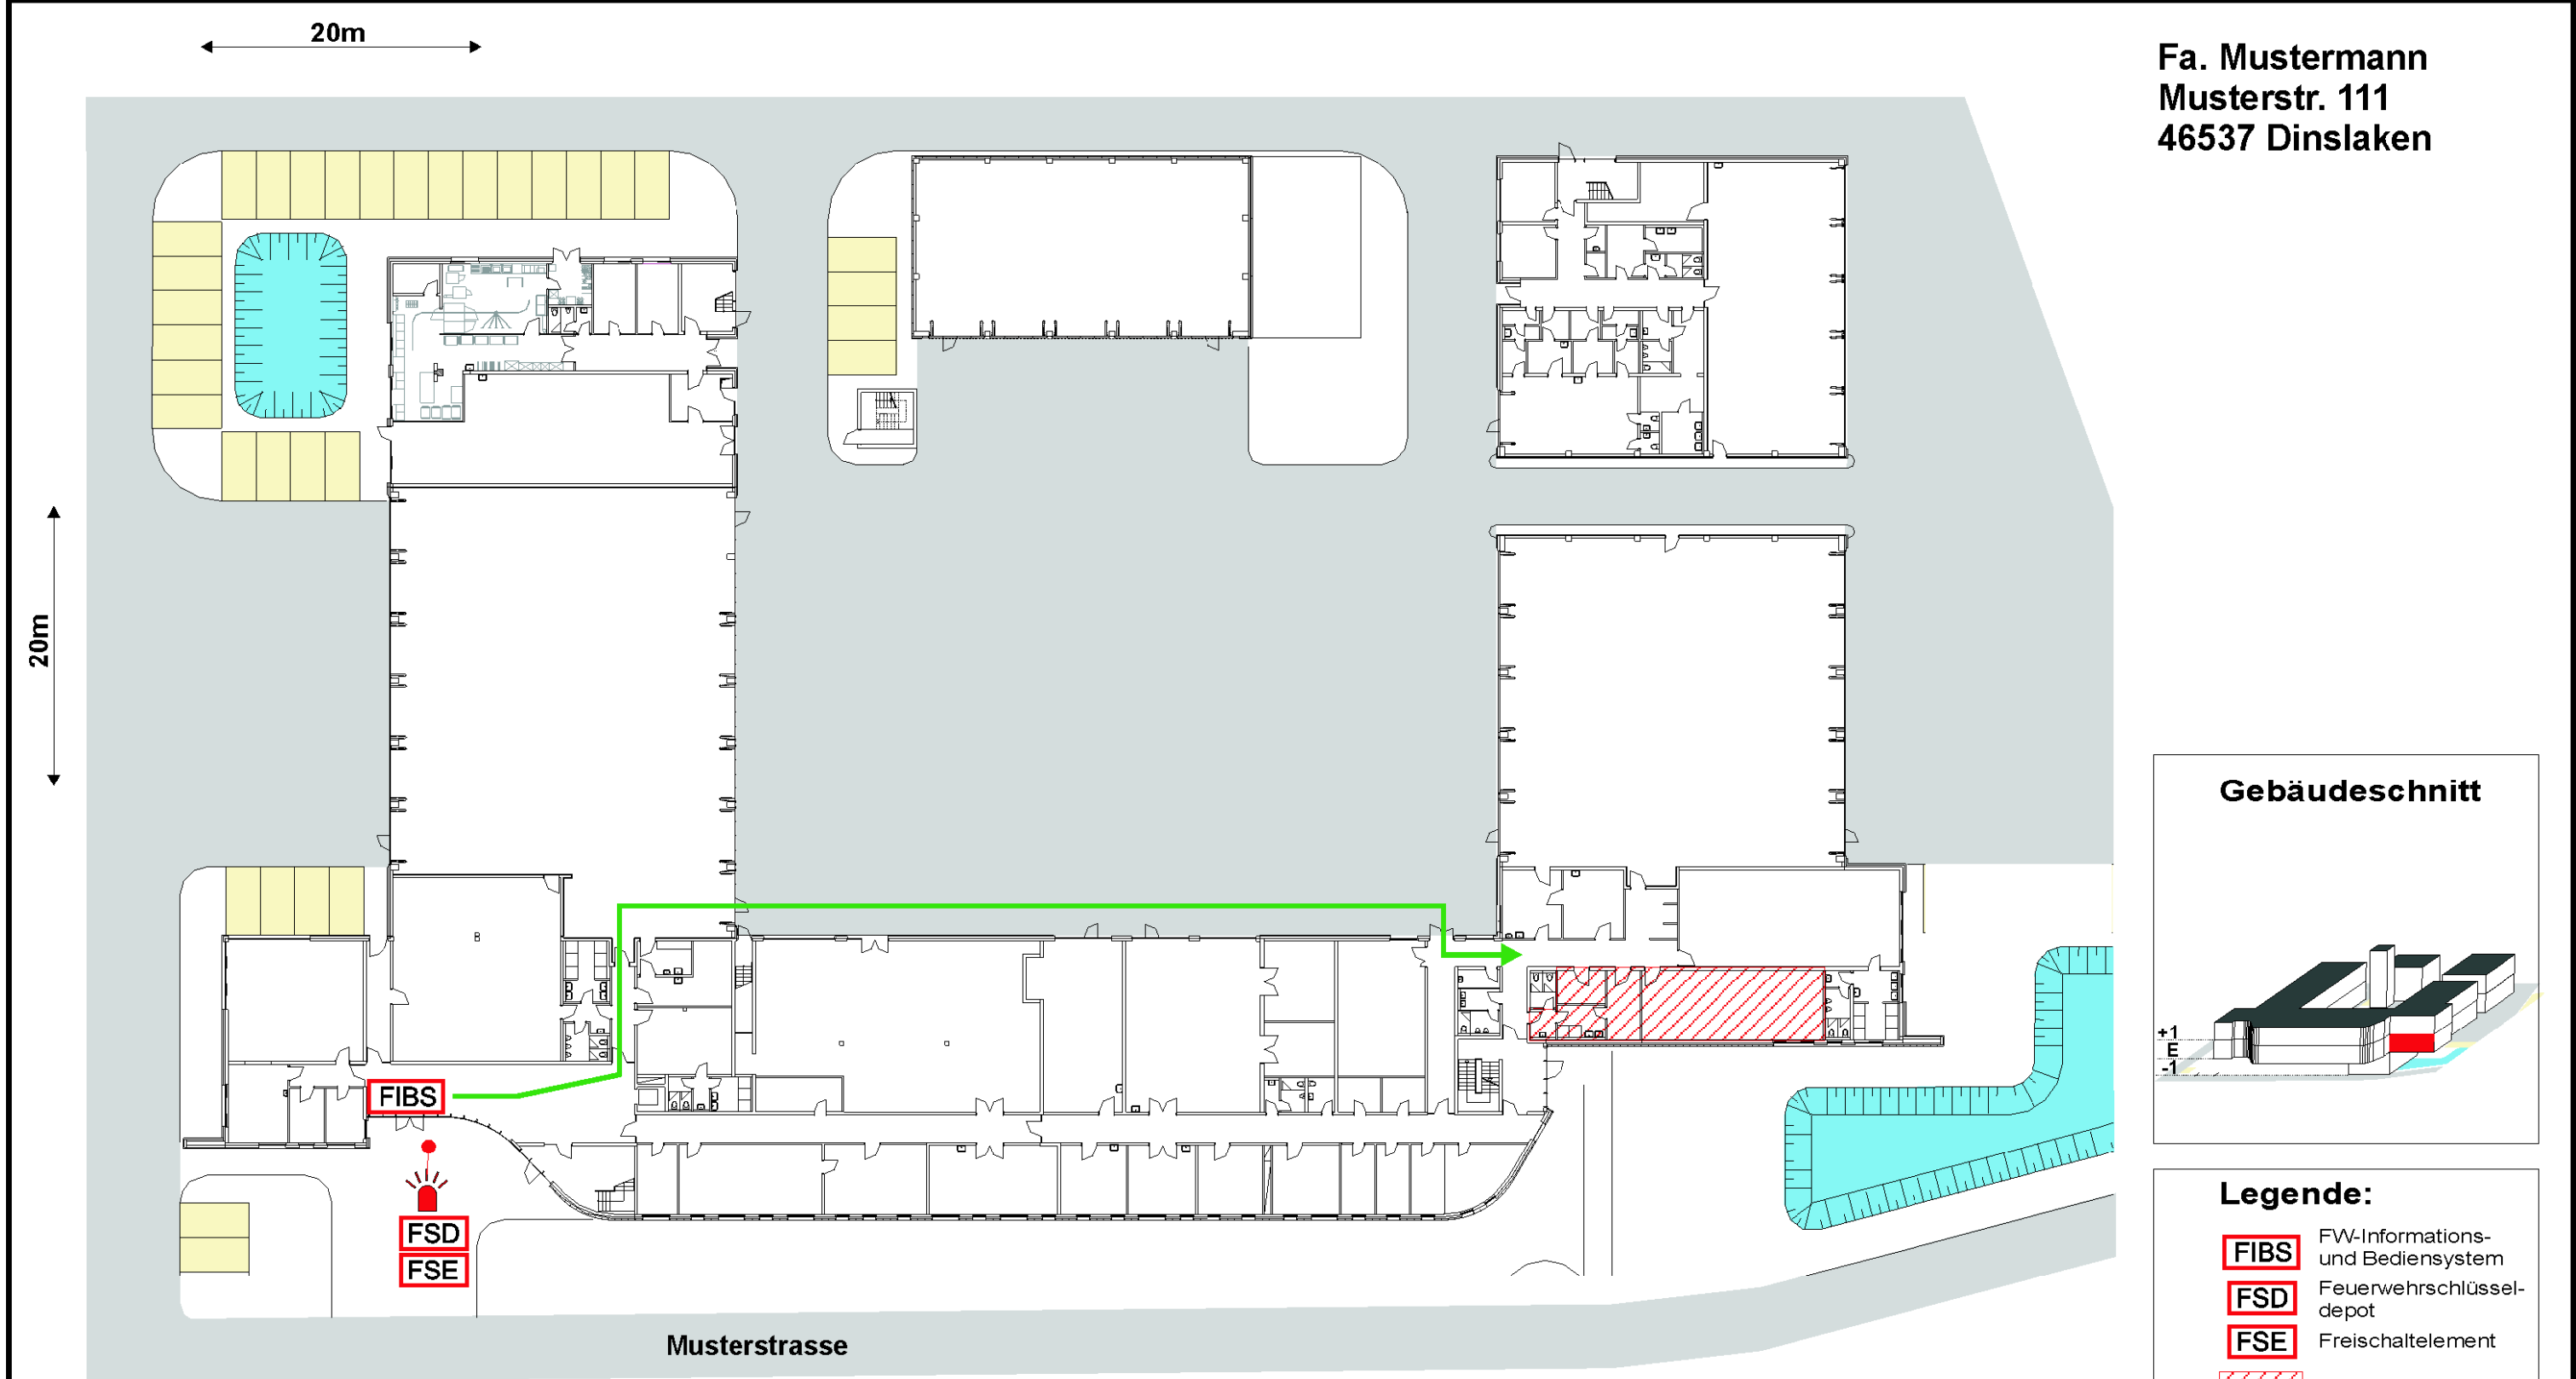 20m
Fa. Mustermann
Musterstr. 111
46537 Dinslaken
20m
Gebäudeschnitt
+1
E
-1
FIBS
FSD
FSE
Musterstrasse
Legende:
FIBS
FW-Informations-
und Bediensystem
FSD
Feuerwehrschlüssel-
depot
FSE
Freischaltelement